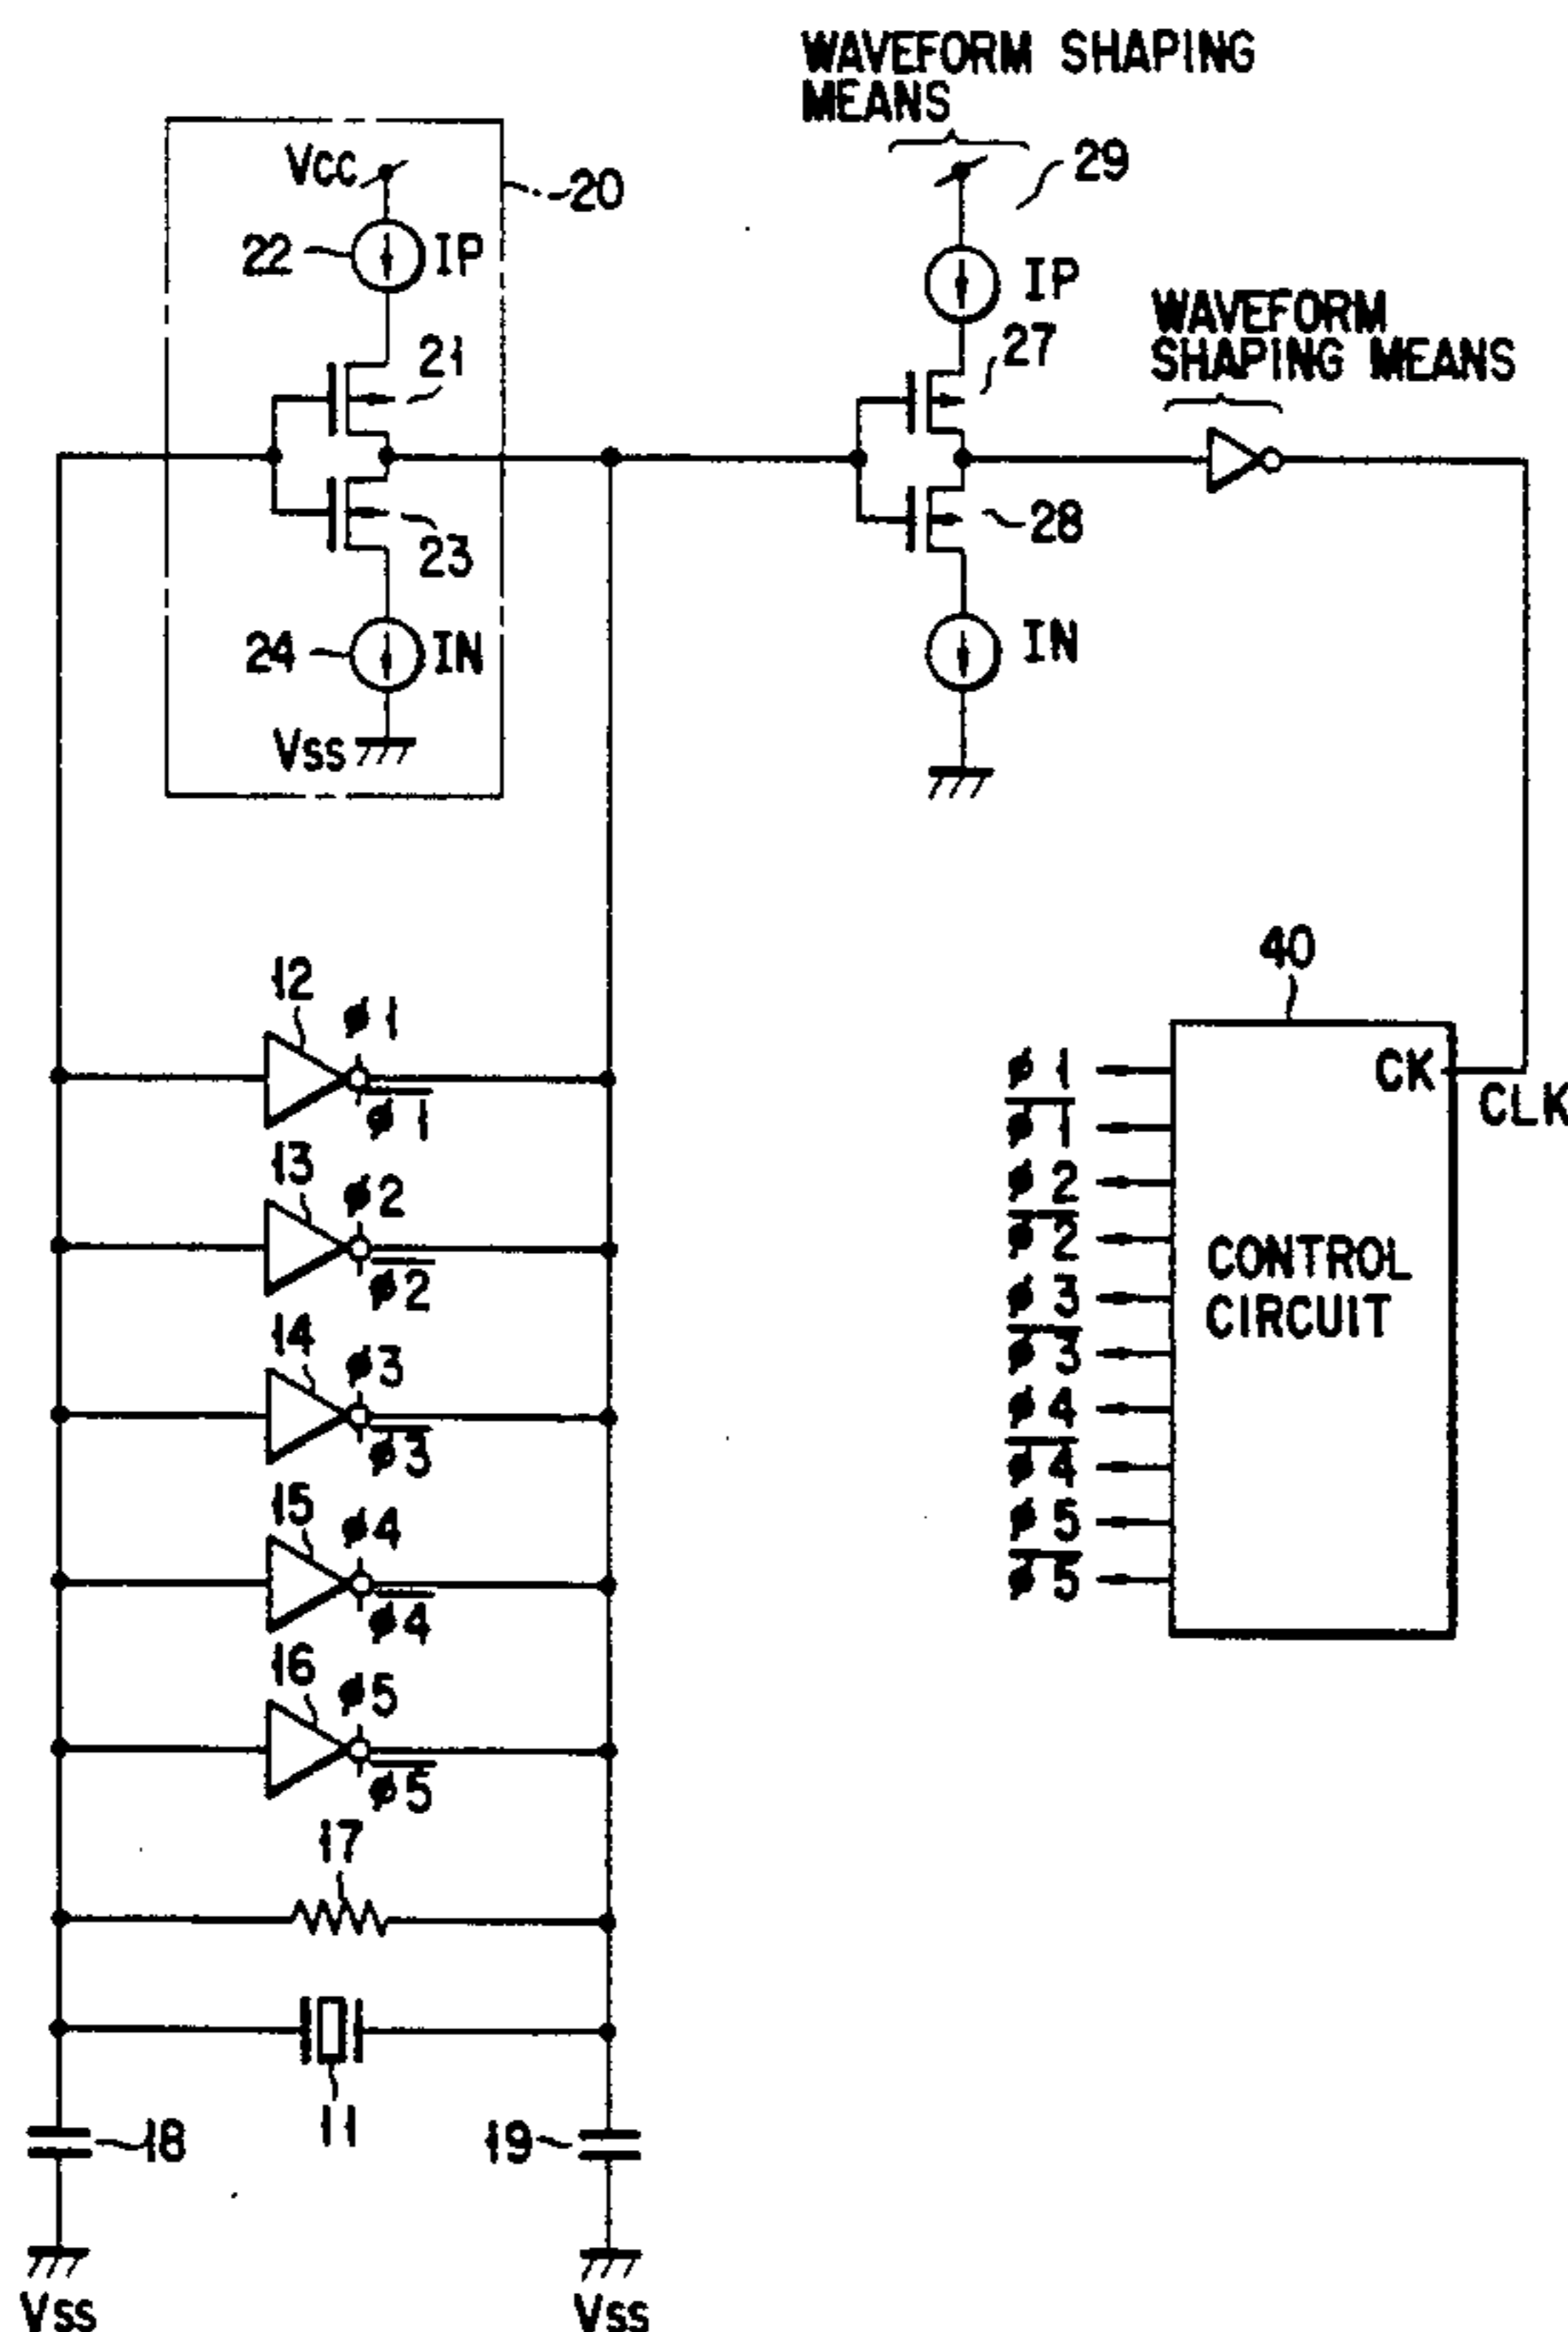 WAVEFORM SHAPING
MEANS
29
VCC
20
22
IP
IP
21
27
WAVEFORM
SHAPING MEANS
23
28
24
IN
IN
VSS
12
φ1
φ1
13
φ2
φ2
14
φ3
φ3
15
φ4
φ4
16
φ5
φ5
17
11
18
19
VSS
VSS
40
CK
CLK
φ1
φ1
φ2
φ2
φ3
φ3
φ4
φ4
φ5
φ5
CONTROL
CIRCUIT